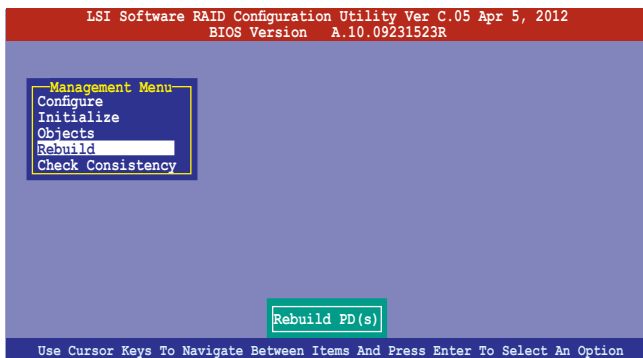 LSI Software RAID Configuration Utility Ver C.05 Apr 5, 2012
BIOS Version A.10.09231523R
Management Menu
Configure
Initialize
Objects
Rebuild
Check Consistency
Rebuild PD(s)
Use Cursor Keys To Navigate Between Items And Press Enter To Select An Option